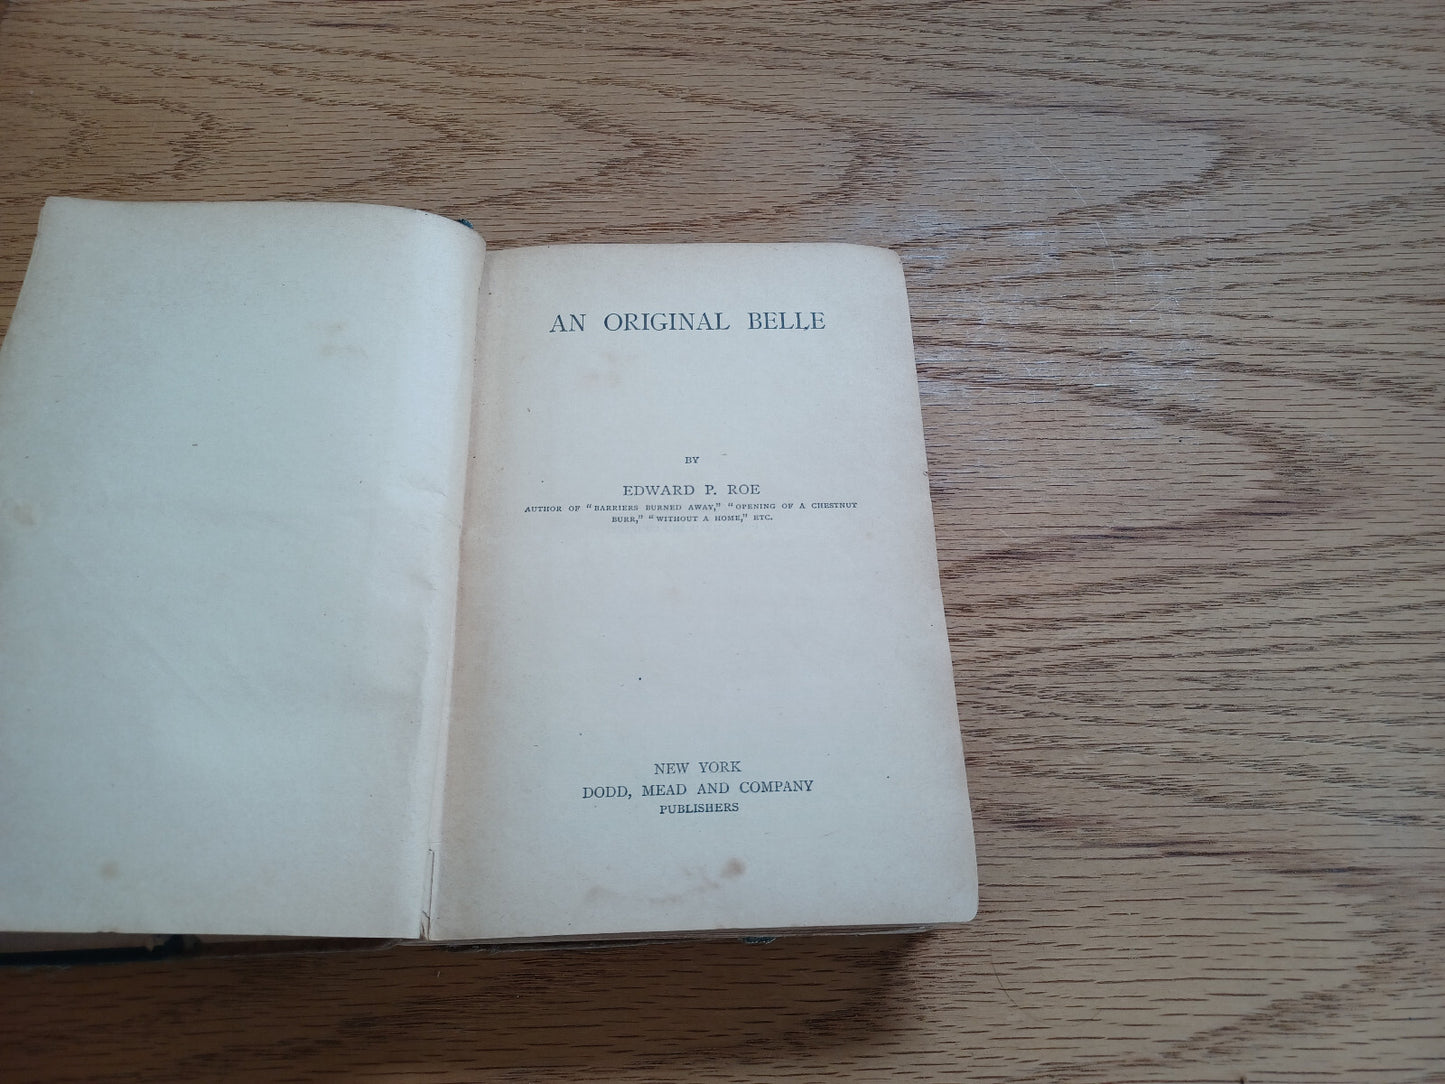 AN ORIGINAL BELLE
BY
EDWARD P. ROE
AUTHOR OF "BARRIERS BURNED AWAY," "OPENING OF A CHESTNUT
BURR," "WITHOUT A HOME," ETC.
NEW YORK
DODD, MEAD AND COMPANY
PUBLISHERS